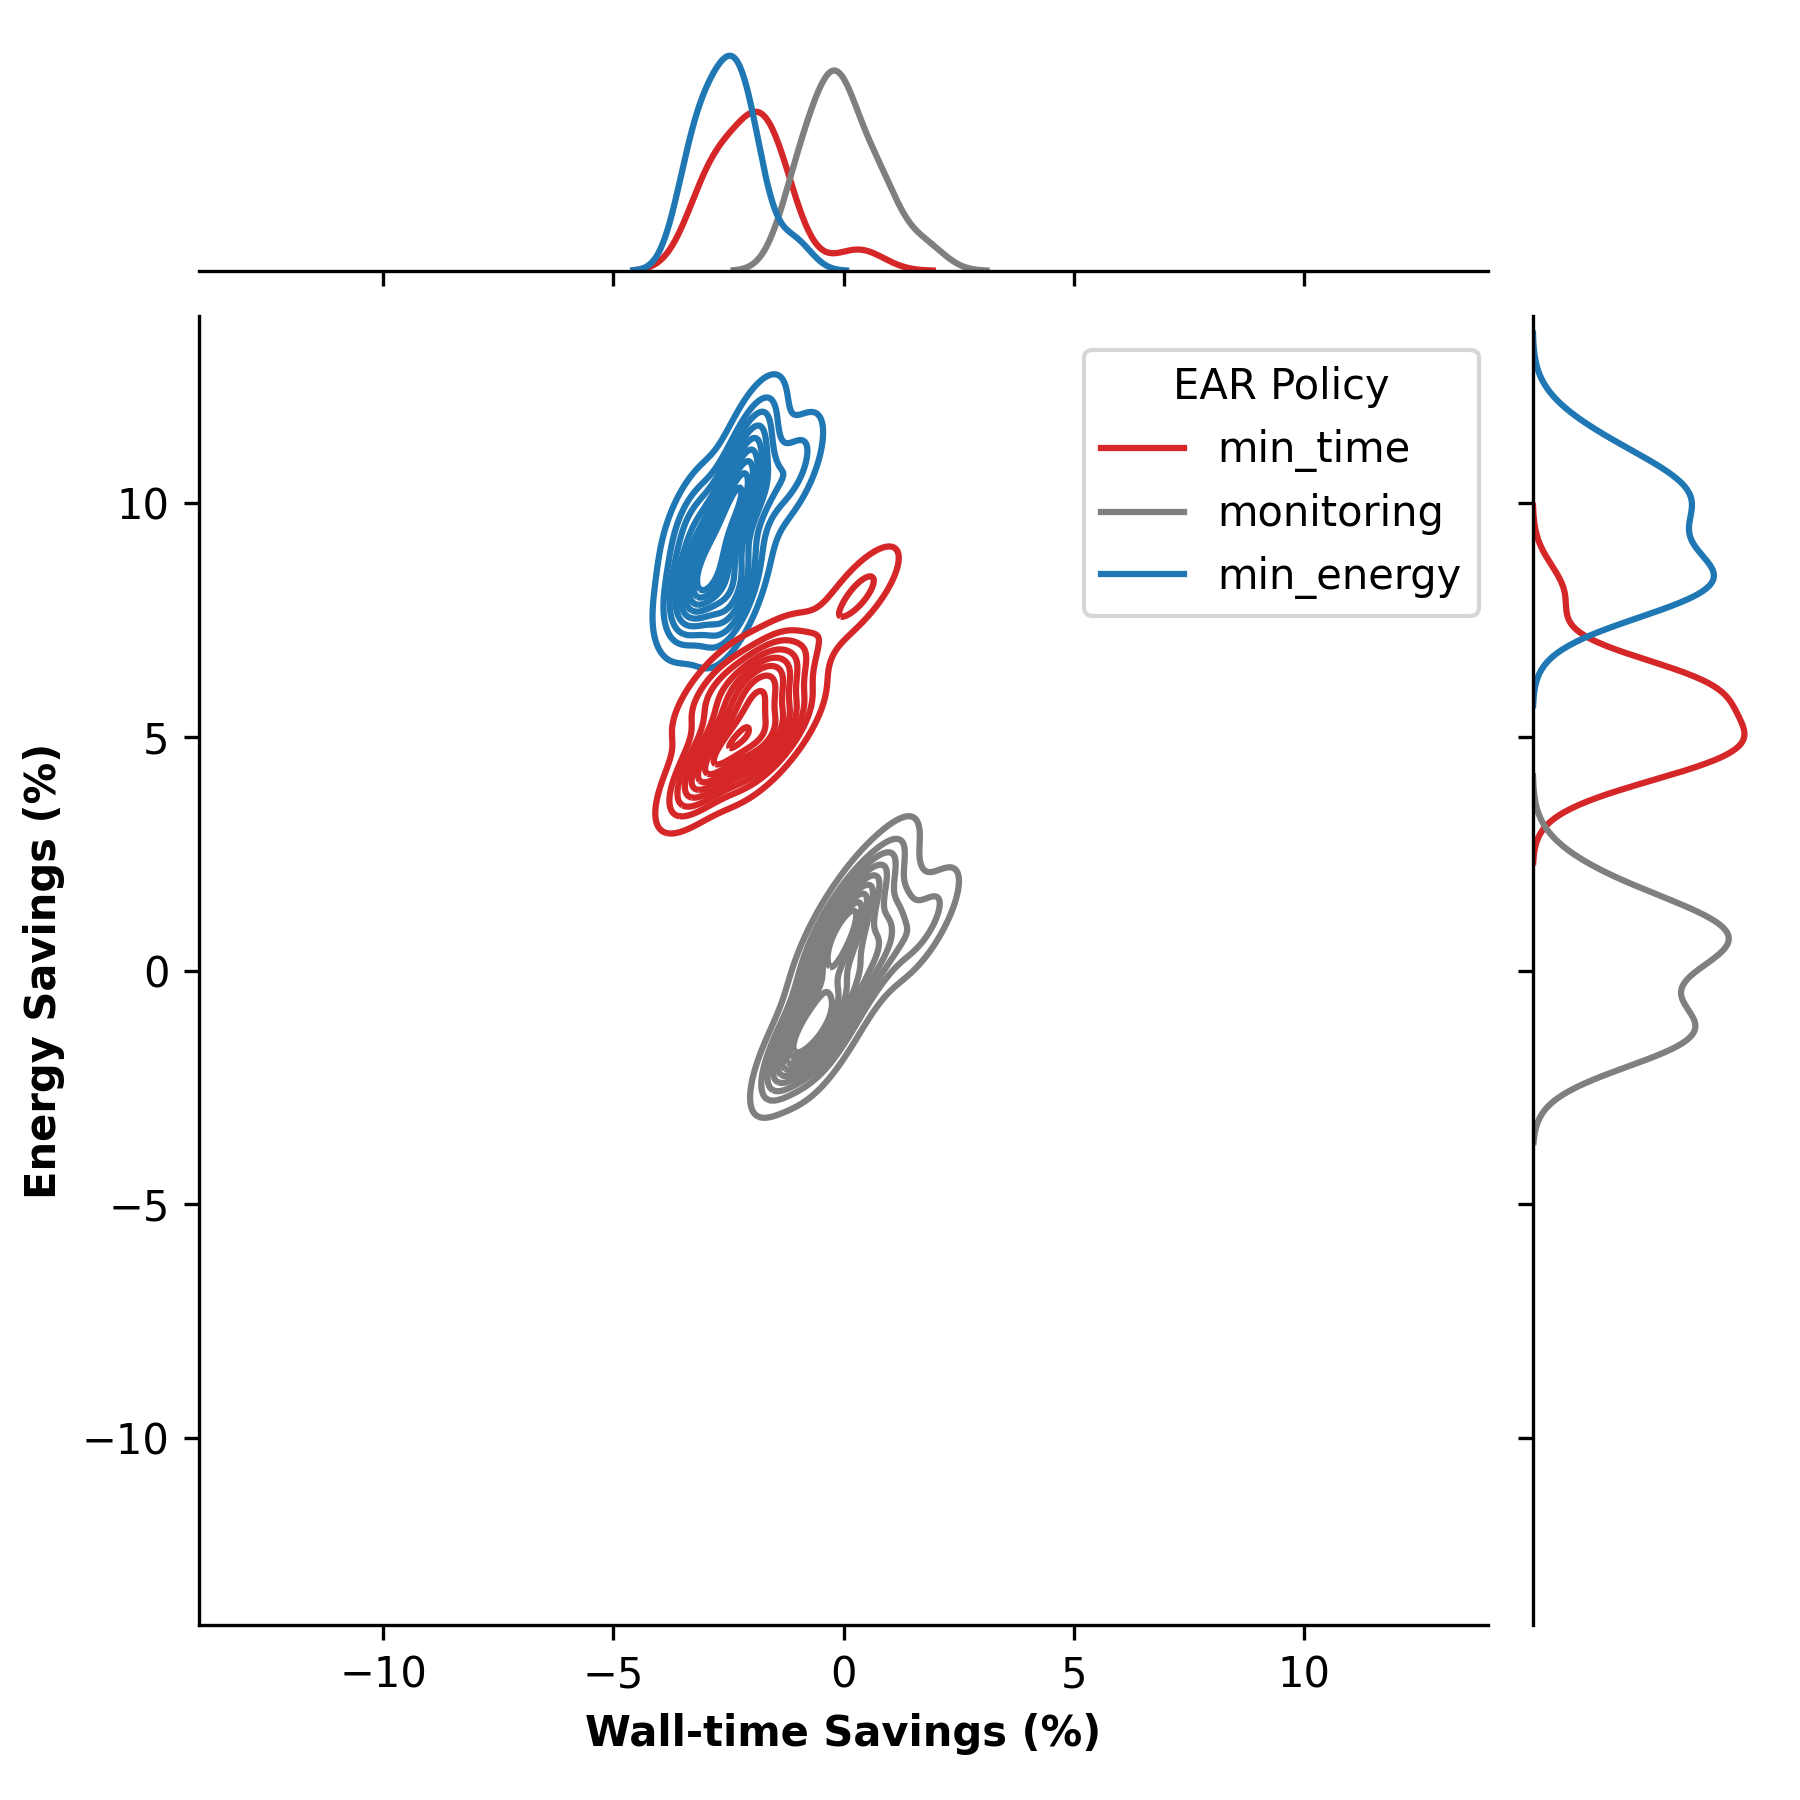 EAR Policy
min_time
monitoring
min_energy
10
5
0
−5
−10
Energy Savings (%)
−10
−5
0
5
10
Wall-time Savings (%)